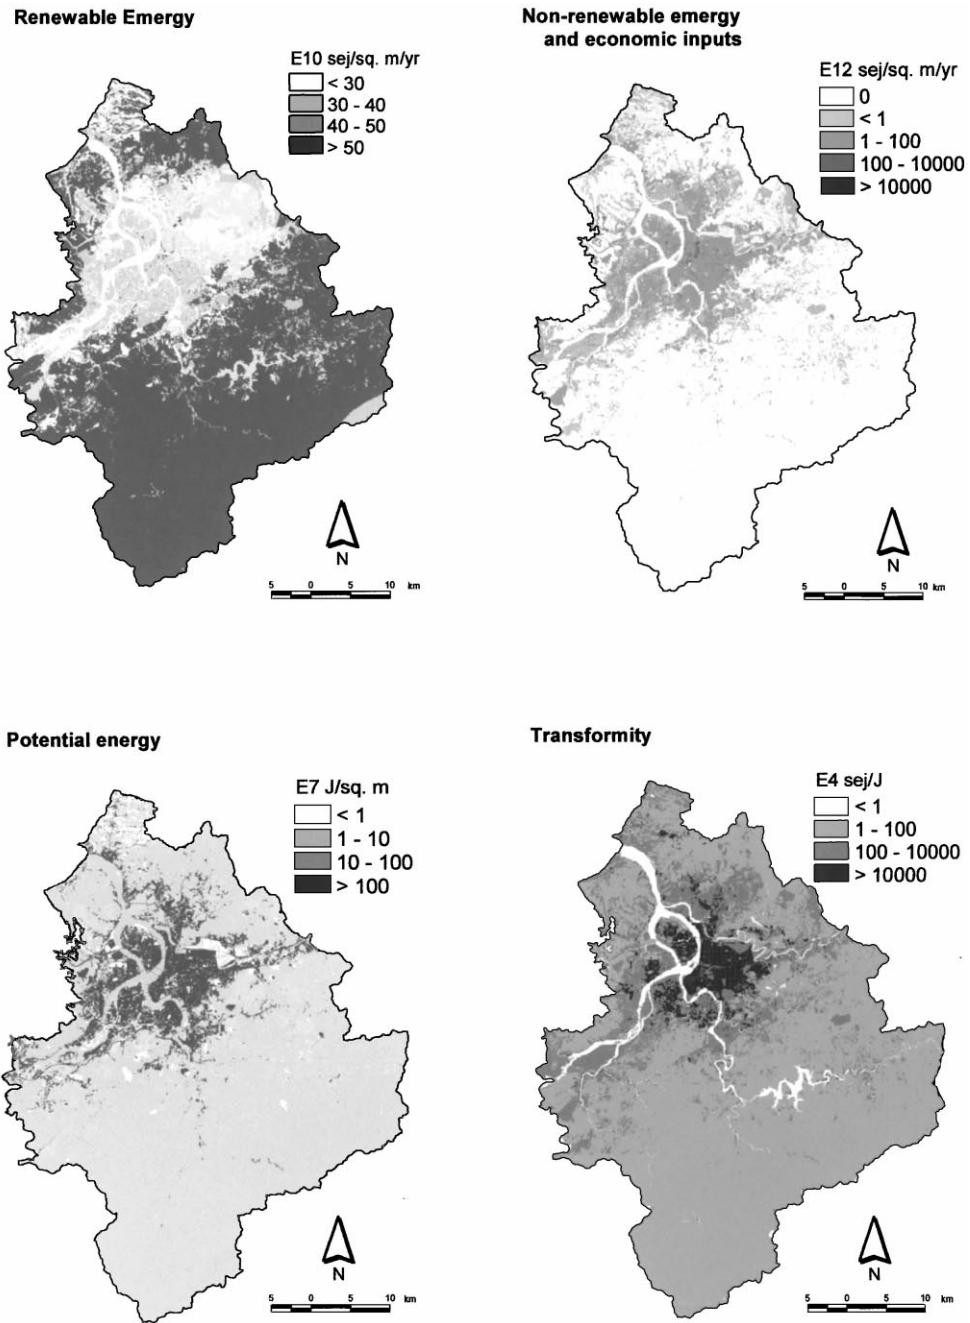 Renewable Emergy
E10 sej/sq. m/yr
< 30
30 - 40
40 - 50
> 50
N
5 0 5 10 km
Non-renewable emergy
and economic inputs
E12 sej/sq. m/yr
0
< 1
1 - 100
100 - 10000
> 10000
N
5 0 5 10 km
Potential energy
E7 J/sq. m
< 1
1 - 10
10 - 100
> 100
N
5 0 5 10 km
Transformity
E4 sej/J
< 1
1 - 100
100 - 10000
> 10000
N
5 0 5 10 km